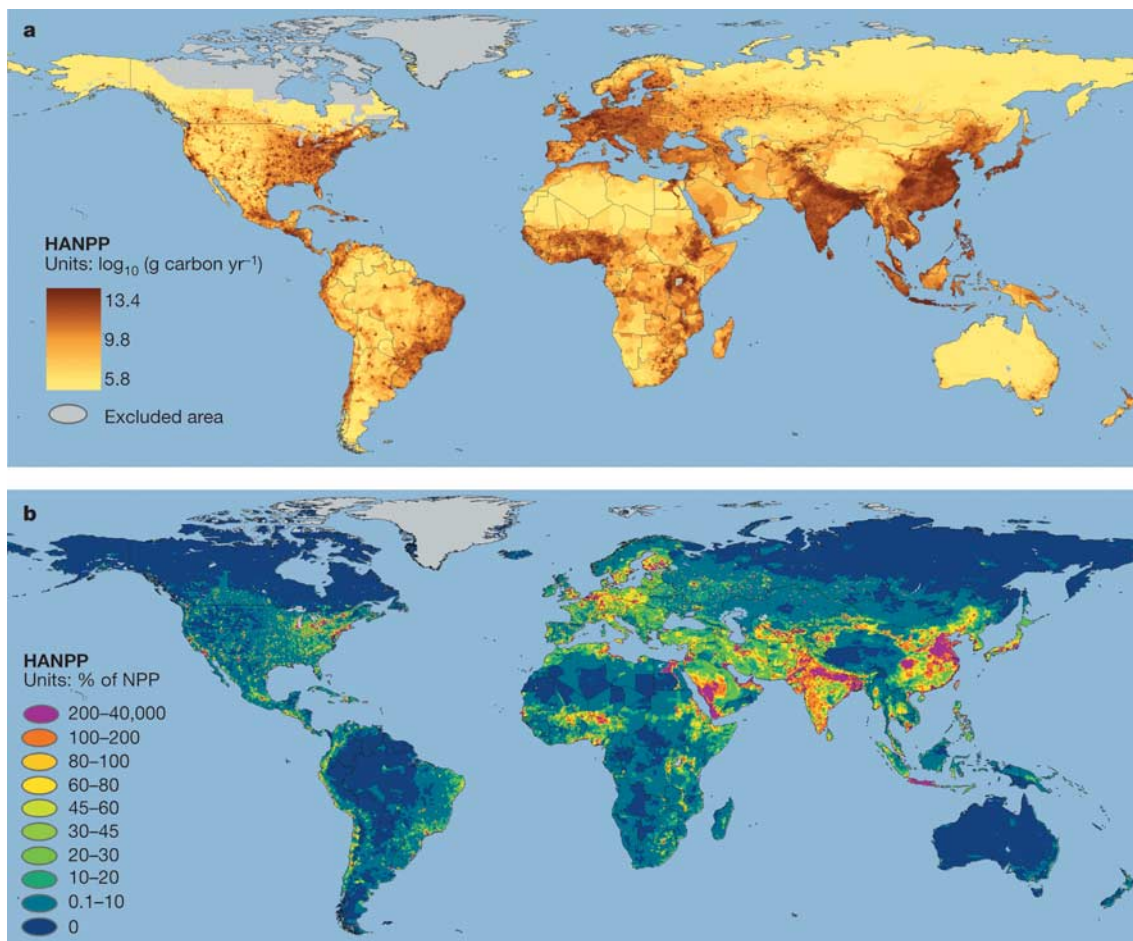 a
HANPP
Units: log₁₀ (g carbon yr⁻¹)
13.4
9.8
5.8
Excluded area
b
HANPP
Units: % of NPP
200–40,000
100–200
80–100
60–80
45–60
30–45
20–30
10–20
0.1–10
0